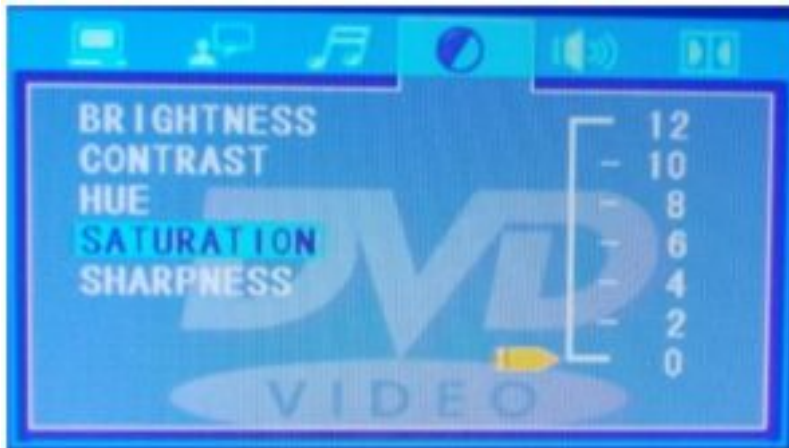 BRIGHTNESS
CONTRAST
HUE
SATURATION
SHARPNESS
12
10
8
6
4
2
0
DVD
VIDEO